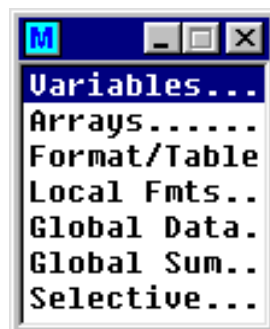 M
Variables...
Arrays......
Format/Table
Local Fmts..
Global Data.
Global Sum..
Selective...